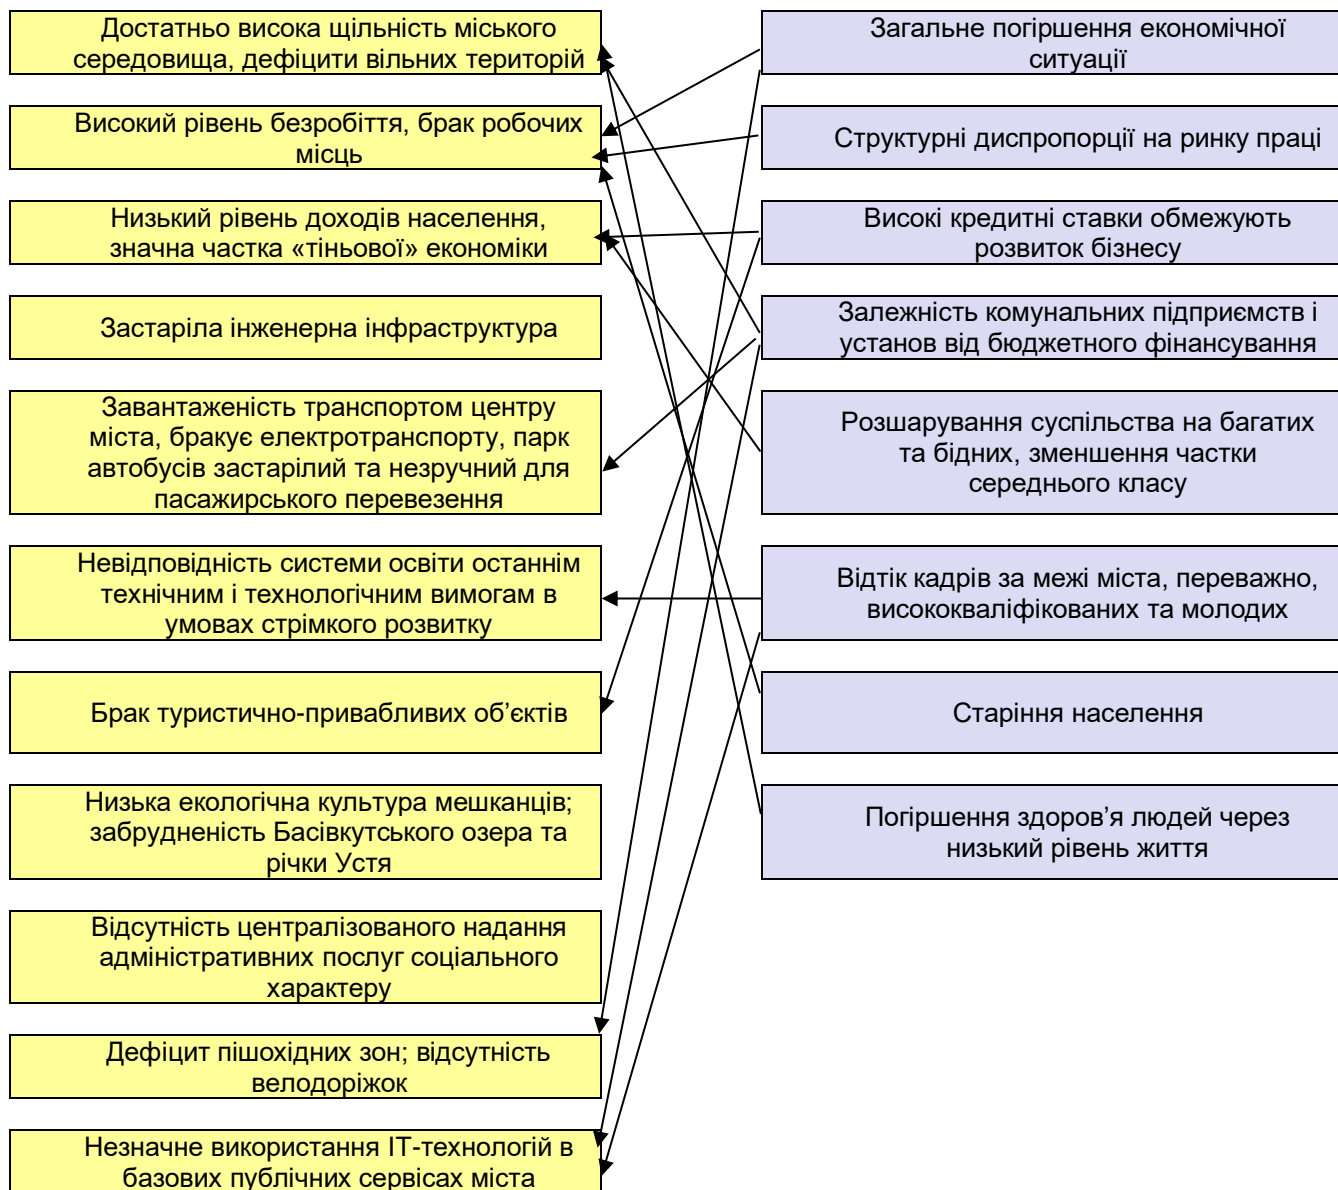 Достатньо висока щільність міського
середовища, дефіцити вільних територій
Високий рівень безробіття, брак робочих
місць
Низький рівень доходів населення,
значна частка «тіньової» економіки
Застаріла інженерна інфраструктура
Завантаженість транспортом центру
міста, бракує електротранспорту, парк
автобусів застарілий та незручний для
пасажирського перевезення
Невідповідність системи освіти останнім
технічним і технологічним вимогам в
умовах стрімкого розвитку
Брак туристично-привабливих об’єктів
Низька екологічна культура мешканців;
забрудненість Басівкутського озера та
річки Устя
Відсутність централізованого надання
адміністративних послуг соціального
характеру
Дефіцит пішохідних зон; відсутність
велодоріжок
Незначне використання ІТ-технологій в
базових публічних сервісах міста
Загальне погіршення економічної
ситуації
Структурні диспропорції на ринку праці
Високі кредитні ставки обмежують
розвиток бізнесу
Залежність комунальних підприємств і
установ від бюджетного фінансування
Розшарування суспільства на багатих
та бідних, зменшення частки
середнього класу
Відтік кадрів за межі міста, переважно,
висококваліфікованих та молодих
Старіння населення
Погіршення здоров’я людей через
низький рівень життя